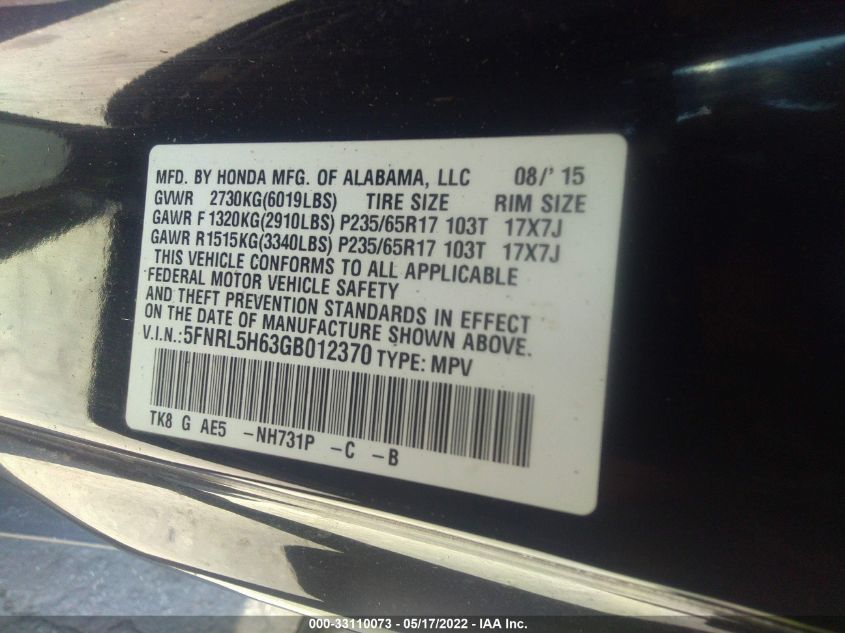 MFD. BY HONDA MFG. OF ALABAMA, LLC 08/' 15
GVWR 2730KG(6019LBS) TIRE SIZE RIM SIZE
GAWR F 1320KG(2910LBS) P235/65R17 103T 17X7J
GAWR R1515KG(3340LBS) P235/65R17 103T 17X7J
THIS VEHICLE CONFORMS TO ALL APPLICABLE
FEDERAL MOTOR VEHICLE SAFETY
AND THEFT PREVENTION STANDARDS IN EFFECT
ON THE DATE OF MANUFACTURE SHOWN ABOVE.
V.I.N.: 5FNRL5H63GB012370 TYPE: MPV
TK8 G AE5 -NH731P -C -B
000-33110073 - 05/17/2022 - IAA Inc.